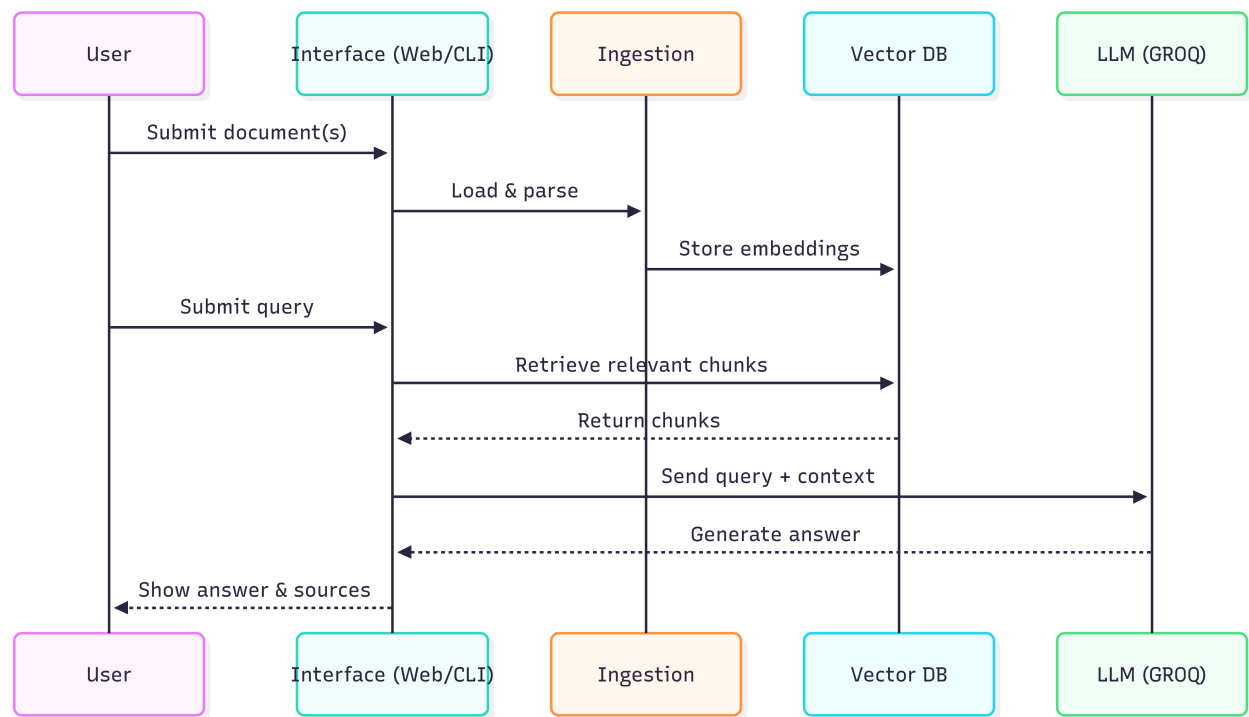 User
Interface (Web/CLI)
Ingestion
Vector DB
LLM (GROQ)
Submit document(s)
Load & parse
Store embeddings
Submit query
Retrieve relevant chunks
Return chunks
Send query + context
Generate answer
Show answer & sources
User
Interface (Web/CLI)
Ingestion
Vector DB
LLM (GROQ)